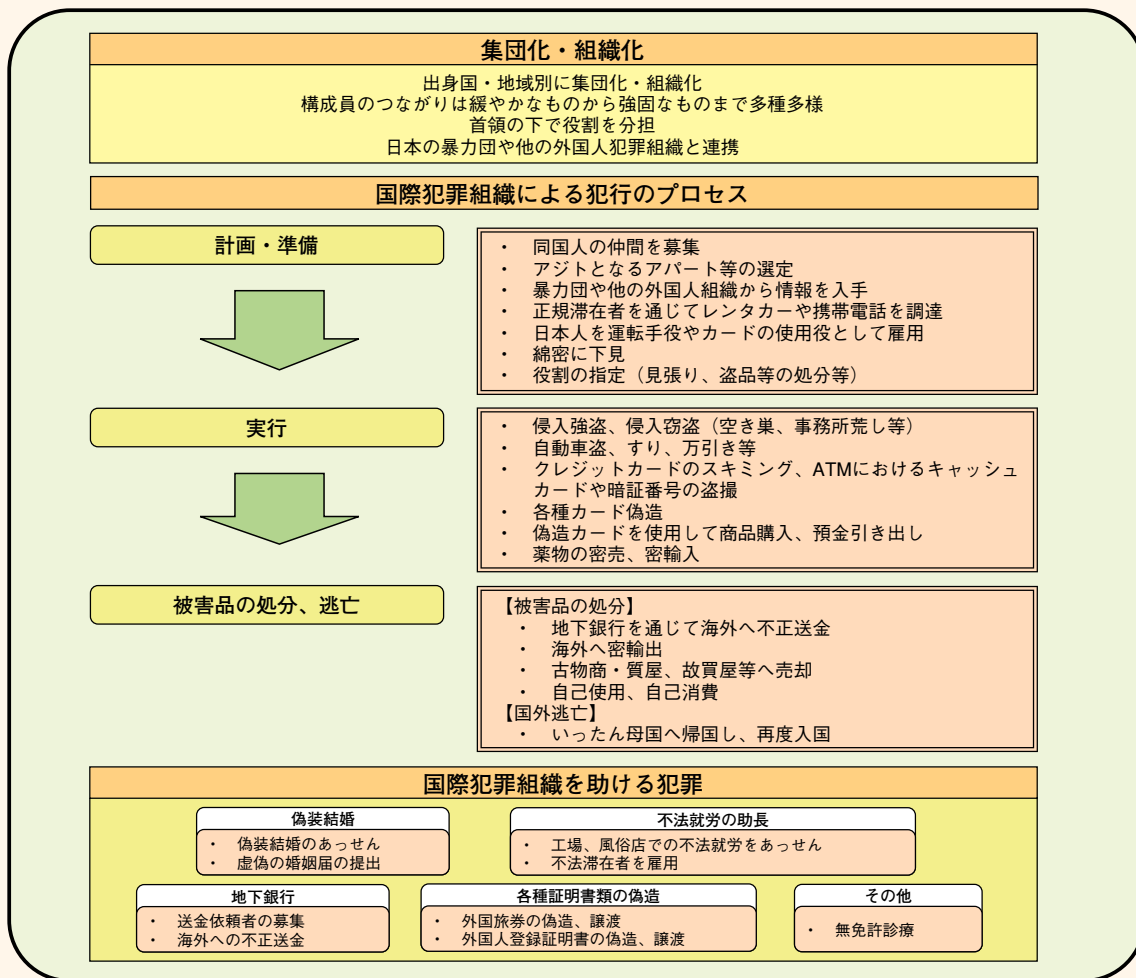 集団化・組織化
出身国・地域別に集団化・組織化
構成員のつながりは緩やかなものから強固なものまで多種多様
首領の下で役割を分担
日本の暴力団や他の外国人犯罪組織と連携
国際犯罪組織による犯行のプロセス
計画・準備
・ 同国人の仲間を募集
・ アジトとなるアパート等の選定
・ 暴力団や他の外国人組織から情報を入手
・ 正規滞在者を通じてレンタカーや携帯電話を調達
・ 日本人を運転手役やカードの使用役として雇用
・ 綿密に下見
・ 役割の指定（見張り、盗品等の処分等）
実行
・ 侵入強盗、侵入窃盗（空き巣、事務所荒し等）
・ 自動車盗、すり、万引き等
・ クレジットカードのスキミング、ATMにおけるキャッシュ
カードや暗証番号の盗撮
・ 各種カード偽造
・ 偽造カードを使用して商品購入、預金引き出し
・ 薬物の密売、密輸入
被害品の処分、逃亡
【被害品の処分】
・ 地下銀行を通じて海外へ不正送金
・ 海外へ密輸出
・ 古物商・質屋、故買屋等へ売却
・ 自己使用、自己消費
【国外逃亡】
・ いったん母国へ帰国し、再度入国
国際犯罪組織を助ける犯罪
偽装結婚
・ 偽装結婚のあっせん
・ 虚偽の婚姻届の提出
不法就労の助長
・ 工場、風俗店での不法就労をあっせん
・ 不法滞在者を雇用
地下銀行
・ 送金依頼者の募集
・ 海外への不正送金
各種証明書類の偽造
・ 外国旅券の偽造、譲渡
・ 外国人登録証明書の偽造、譲渡
その他
・ 無免許診療